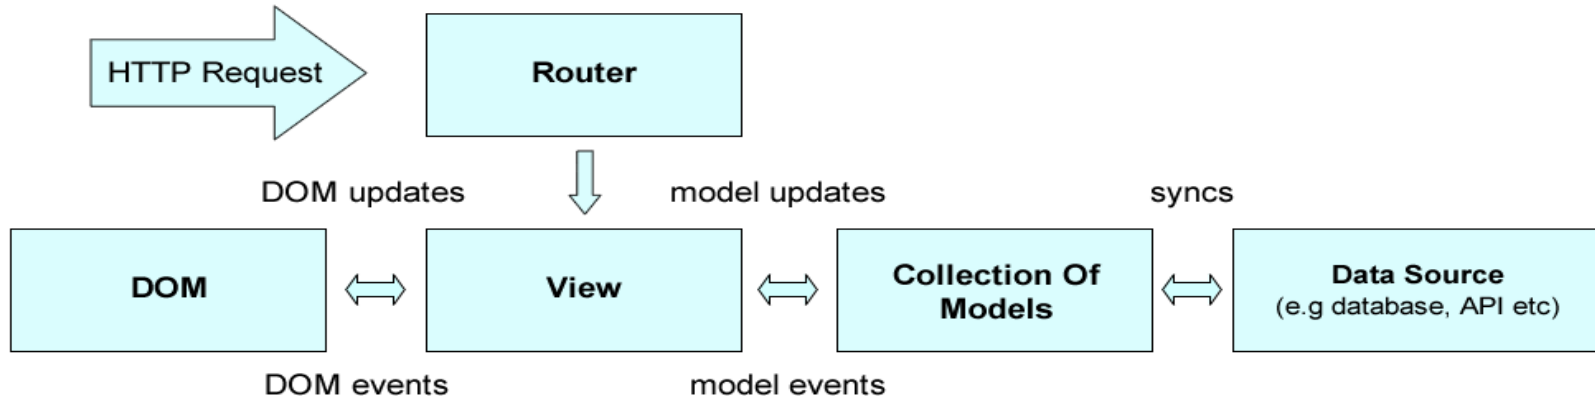 HTTP Request
Router
DOM updates
model updates
syncs
DOM
View
Collection Of
Models
Data Source
(e.g database, API etc)
DOM events
model events